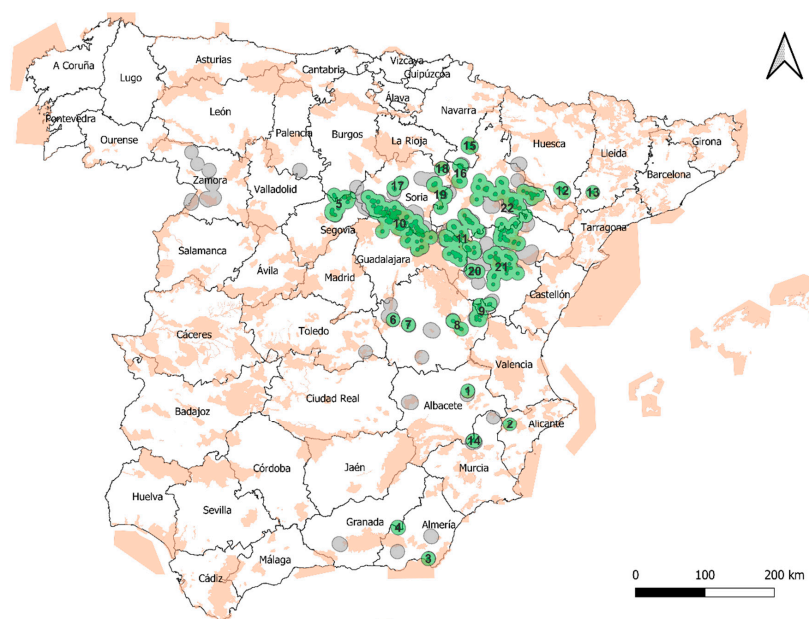 A Coruña
Lugo
Asturias
Cantabria
Vizcaya
Guipúzcoa
Álava
Navarra
Pontevedra
Ourense
León
Palencia
Burgos
La Rioja
Huesca
Lleida
Girona
Barcelona
Zamora
Valladolid
Soria
Segovia
Tarragona
Salamanca
Ávila
Madrid
Guadalajara
Castellón
Cáceres
Toledo
Valencia
Badajoz
Ciudad Real
Albacete
Alicante
Murcia
Huelva
Sevilla
Córdoba
Jaén
Granada
Almería
Málaga
Cádiz
15
18
16
17
19
5
10
11
22
12
13
20
21
6
7
8
9
1
2
14
4
3
0 100 200 km